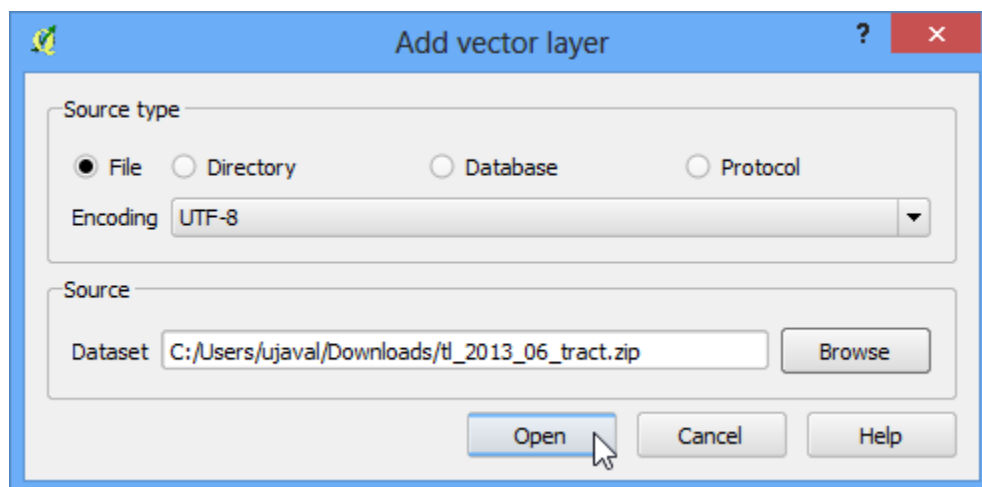 Add vector layer ? ×
Source type
File Directory Database Protocol
Encoding UTF-8
Source
Dataset C:/Users/ujaval/Downloads/tl_2013_06_tract.zip Browse
Open Cancel Help